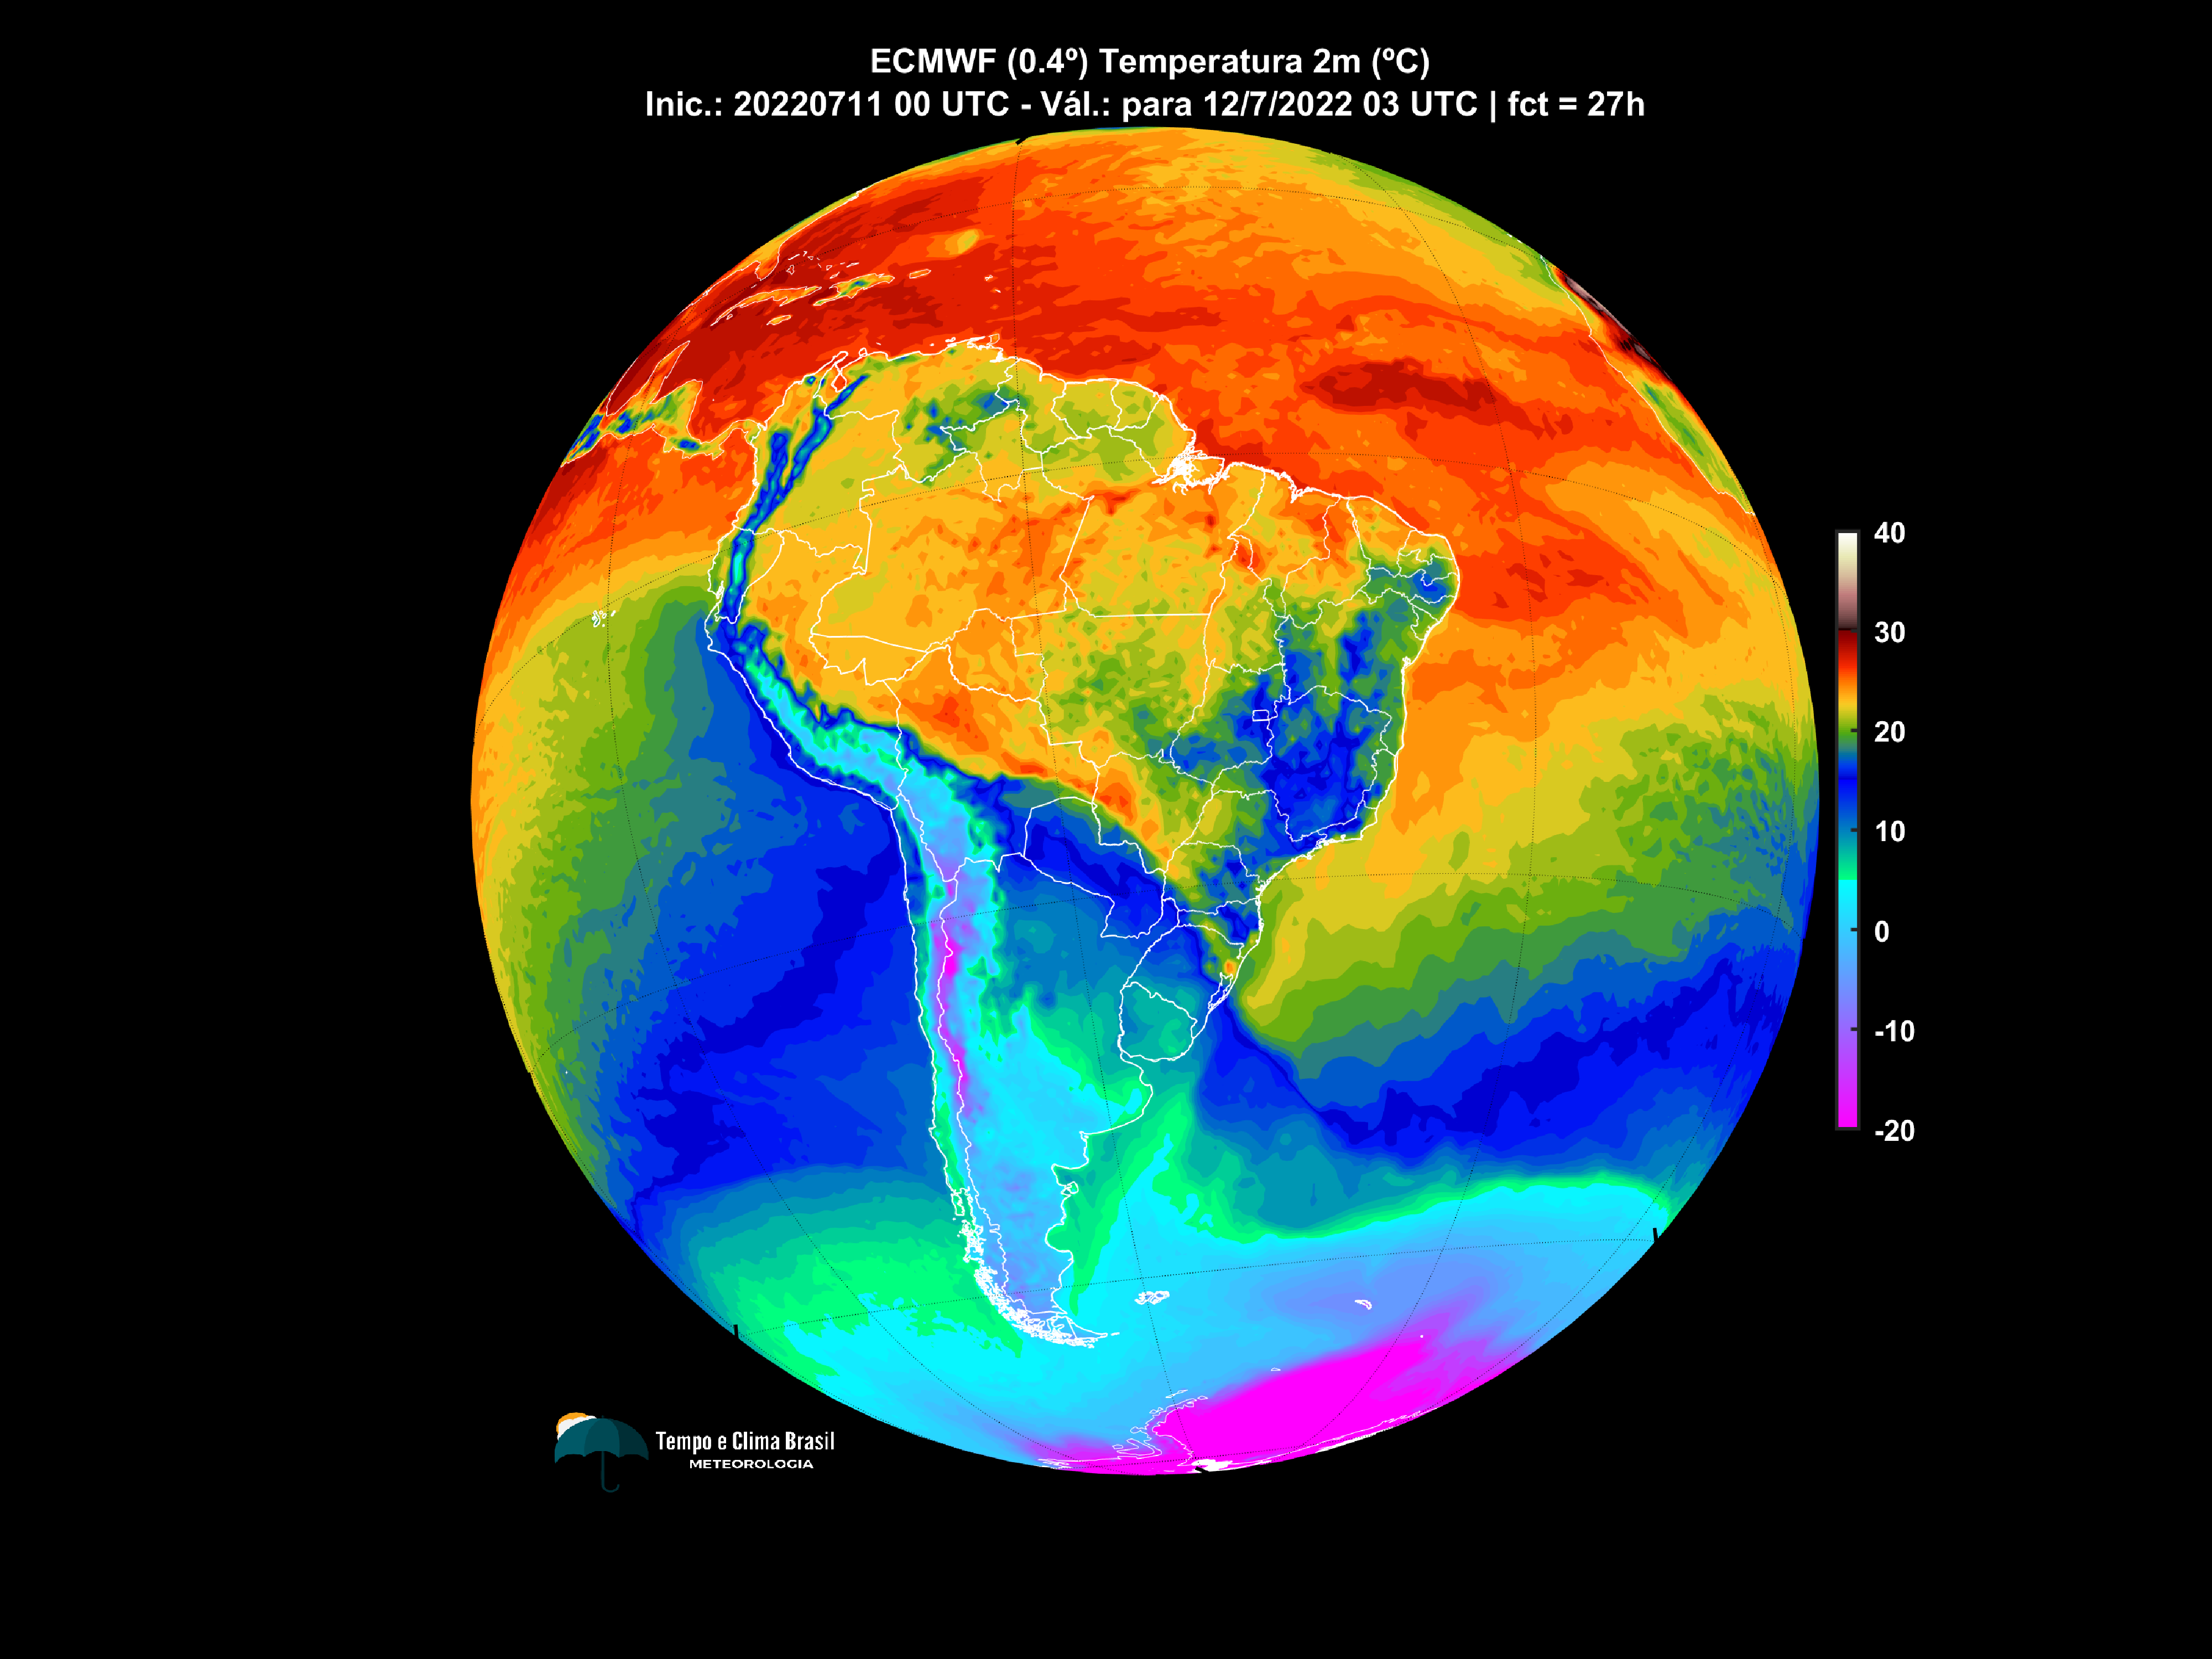 ECMWF (0.4º) Temperatura 2m (ºC)
Inic.: 20220711 00 UTC - Vál.: para 12/7/2022 03 UTC | fct = 27h
40
30
20
10
0
-10
-20
Tempo e Clima Brasil
METEOROLOGIA